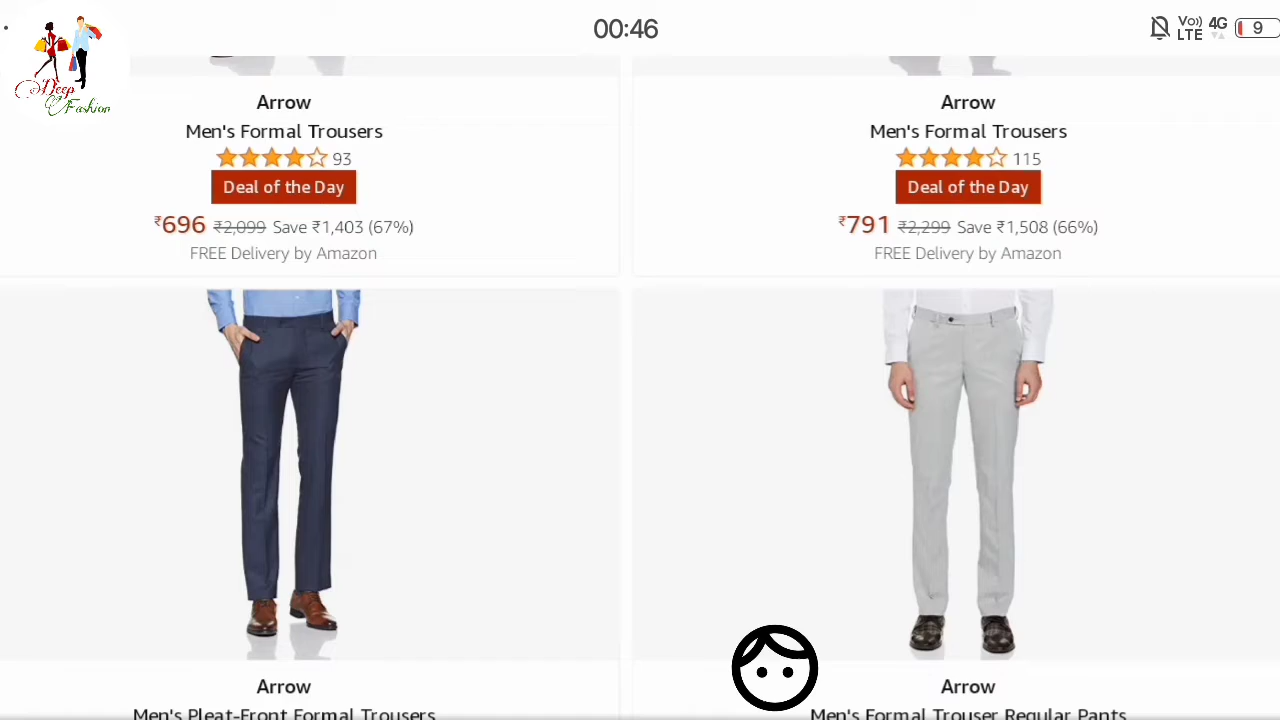 00:46
Vo))
LTE
4G
9
Deep
Fashion
Arrow
Men's Formal Trousers
93
Deal of the Day
₹696 ₹2,099 Save ₹1,403 (67%)
FREE Delivery by Amazon
Arrow
Men's Formal Trousers
115
Deal of the Day
₹791 ₹2,299 Save ₹1,508 (66%)
FREE Delivery by Amazon
Arrow
Men's Pleat-Front Formal Trousers
Arrow
Men's Formal Trouser Regular Pants